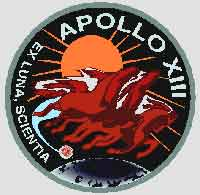 APOLLO XIII
EX LUNA, SCIENTIA